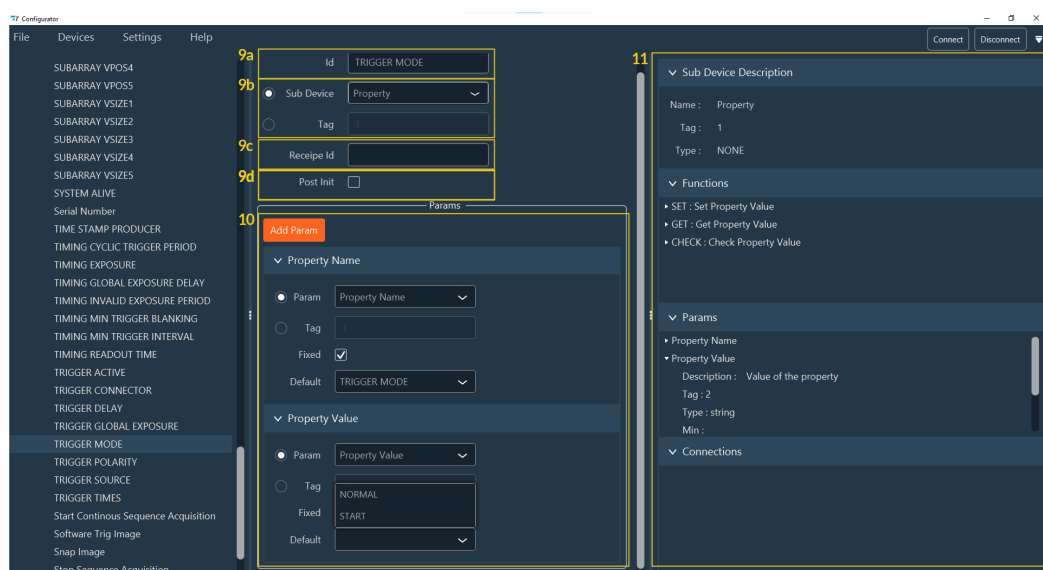 Configurator
File Devices Settings Help
Connect Disconnect
SUBARRAY VPOS4
SUBARRAY VPOS5
SUBARRAY VSIZE1
SUBARRAY VSIZE2
SUBARRAY VSIZE3
SUBARRAY VSIZE4
SUBARRAY VSIZE5
SYSTEM ALIVE
Serial Number
TIME STAMP PRODUCER
TIMING CYCLIC TRIGGER PERIOD
TIMING EXPOSURE
TIMING GLOBAL EXPOSURE DELAY
TIMING INVALID EXPOSURE PERIOD
TIMING MIN TRIGGER BLANKING
TIMING MIN TRIGGER INTERVAL
TIMING READOUT TIME
TRIGGER ACTIVE
TRIGGER CONNECTOR
TRIGGER DELAY
TRIGGER GLOBAL EXPOSURE
TRIGGER MODE
TRIGGER POLARITY
TRIGGER SOURCE
TRIGGER TIMES
Start Continous Sequence Acquisition
Software Trig Image
Snap Image
Stop Sequence Acquisition
9a
Id TRIGGER MODE
9b
Sub Device Property
Tag 1
9c
Receipe Id
9d
Post Init
Params
10
Add Param
Property Name
Param Property Name
Tag 1
Fixed
Default TRIGGER MODE
Property Value
Param Property Value
Tag
NORMAL
Fixed
START
Default
11
Sub Device Description
Name : Property
Tag : 1
Type : NONE
Functions
SET : Set Property Value
GET : Get Property Value
CHECK : Check Property Value
Params
Property Name
Property Value
Description : Value of the property
Tag : 2
Type : string
Min :
Connections